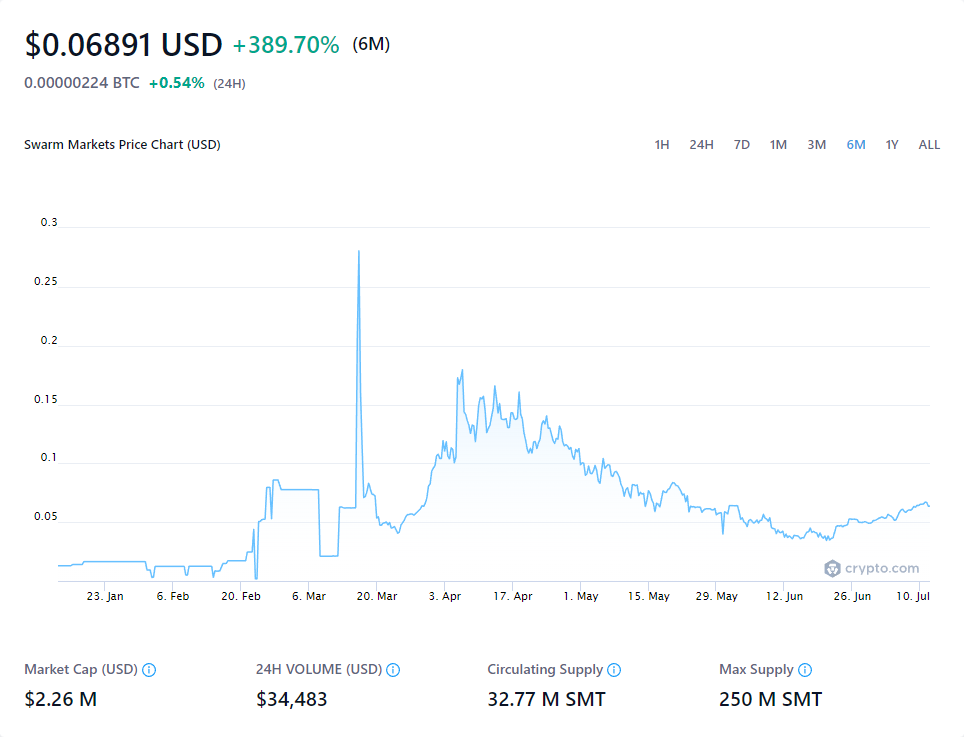 $0.06891 USD +389.70% (6M)
0.00000224 BTC +0.54% (24H)
Swarm Markets Price Chart (USD) 1H 24H 7D 1M 3M 6M 1Y ALL
0.3
0.25
0.2
0.15
0.1
0.05
crypto.com
23. Jan 6. Feb 20. Feb 6. Mar 20. Mar 3. Apr 17. Apr 1. May 15. May 29. May 12. Jun 26. Jun 10. Jul
Market Cap (USD) 24H VOLUME (USD) Circulating Supply Max Supply
$2.26 M $34,483 32.77 M SMT 250 M SMT